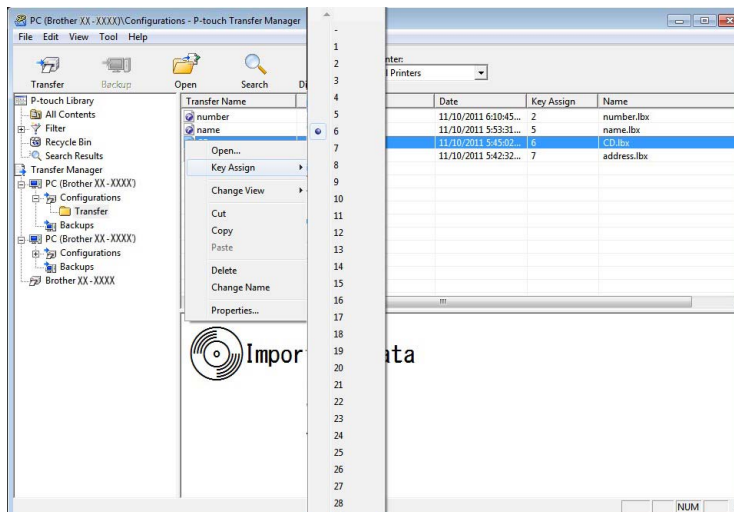 PC (Brother XX-XXXX)\Configurations - P-touch Transfer Manager
File Edit View Tool Help
Transfer Backup Open Search
nter:
l Printers
P-touch Library
All Contents
Filter
Recycle Bin
Search Results
Transfer Manager
PC (Brother XX-XXXX)
Configurations
Transfer
Backups
PC (Brother XX-XXXX)
Configurations
Backups
Brother XX-XXXX
Transfer Name Date Key Assign Name
number 11/10/2011 6:10:45... 2 number.lbx
name 11/10/2011 5:53:31... 5 name.lbx
11/10/2011 5:45:02... 6 CD.lbx
11/10/2011 5:42:32... 7 address.lbx
Open...
Key Assign
Change View
Cut
Copy
Paste
Delete
Change Name
Properties...
-
1
2
3
4
5
6
7
8
9
10
11
12
13
14
15
16
17
18
19
20
21
22
23
24
25
26
27
28
Impor ata
NUM